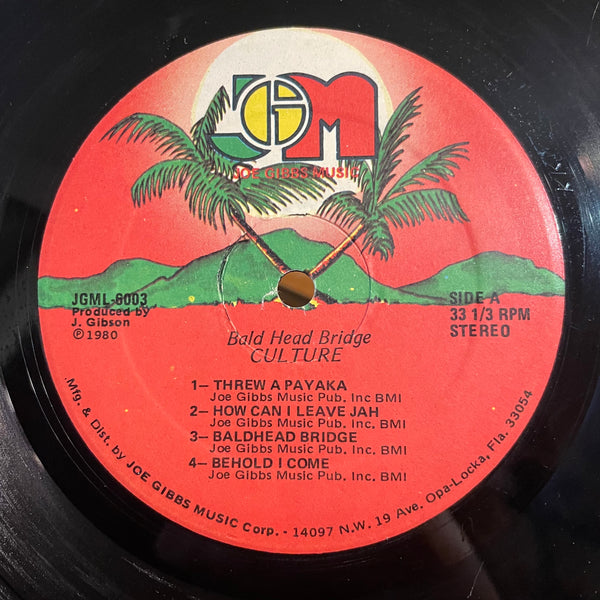 JGM
JOE GIBBS MUSIC
JGML-6003
Produced by
J. Gibson
℗ 1980
SIDE A
33 1/3 RPM
STEREO
Bald Head Bridge
CULTURE
1— THREW A PAYAKA
Joe Gibbs Music Pub. Inc BMI
2— HOW CAN I LEAVE JAH
Joe Gibbs Music Pub. Inc. BMI
3— BALDHEAD BRIDGE
Joe Gibbs Music Pub. Inc. BMI
4— BEHOLD I COME
Joe Gibbs Music Pub. Inc. BMI
Mfg. & Dist. by JOE GIBBS MUSIC Corp. - 14097 N.W. 19 Ave. Opa-Locka, Fla. 33054